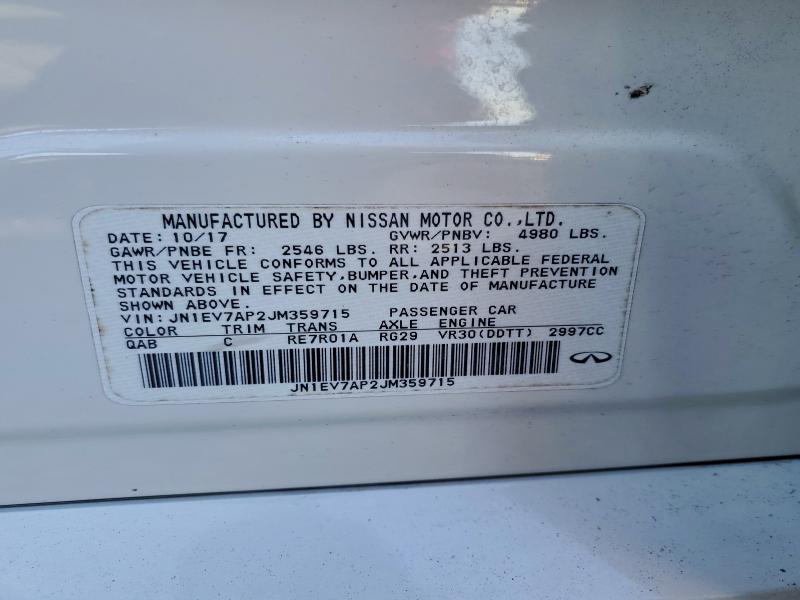 MANUFACTURED BY NISSAN MOTOR CO.,LTD.
DATE: 10/17 GVWR/PNBV: 4980 LBS.
GAWR/PNBE FR: 2546 LBS. RR: 2513 LBS.
THIS VEHICLE CONFORMS TO ALL APPLICABLE FEDERAL
MOTOR VEHICLE SAFETY,BUMPER,AND THEFT PREVENTION
STANDARDS IN EFFECT ON THE DATE OF MANUFACTURE
SHOWN ABOVE.
VIN: JN1EV7AP2JM359715 PASSENGER CAR
COLOR TRIM TRANS AXLE ENGINE
QAB C RE7R01A RG29 VR30(DDTT) 2997CC
JN1EV7AP2JM359715